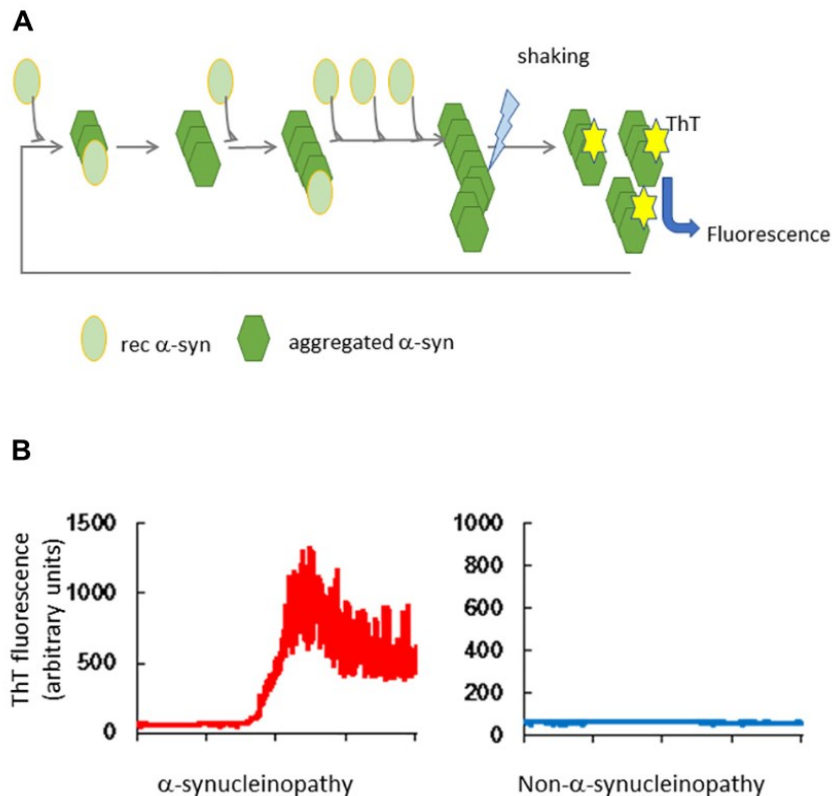 A
shaking
ThT
Fluorescence
rec α-syn
aggregated α-syn
B
ThT fluorescence
(arbitrary units)
1500
1000
500
0
α-synucleinopathy
1000
800
600
400
200
0
Non-α-synucleinopathy